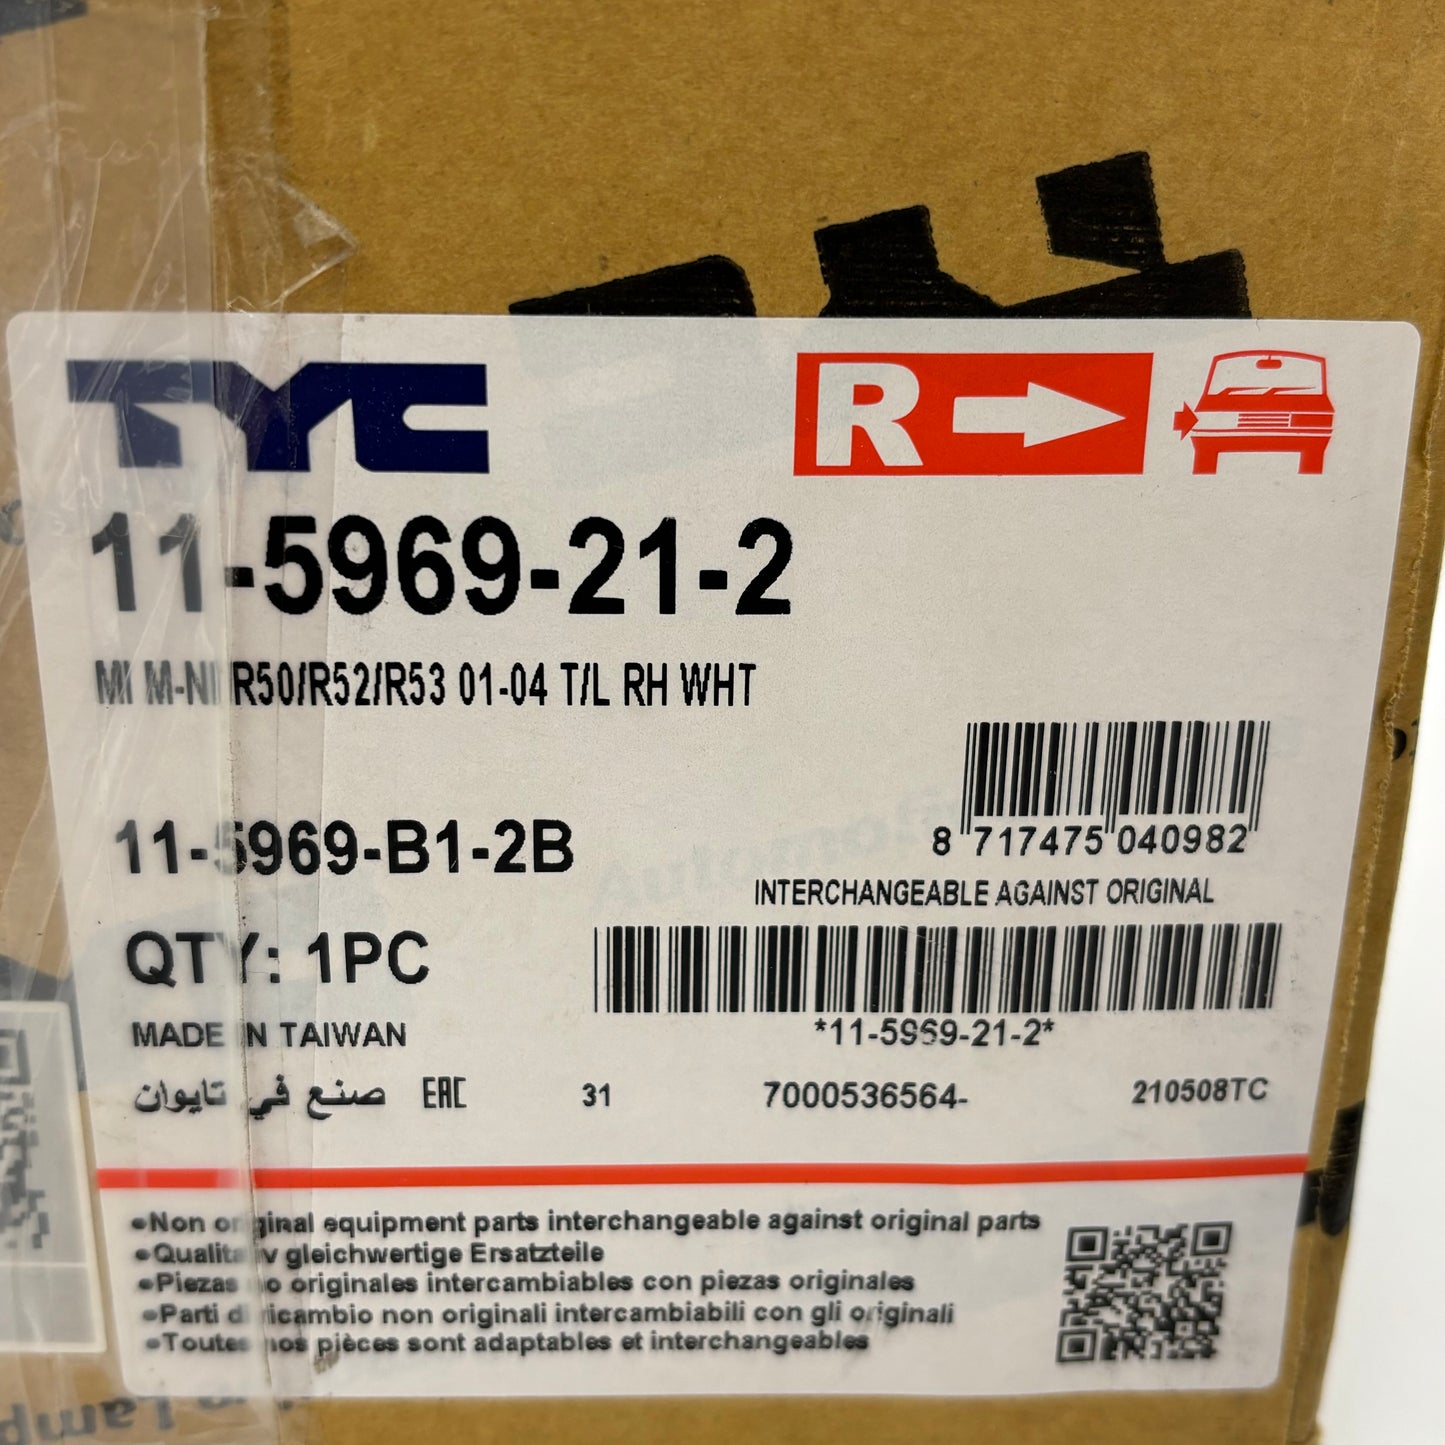 TYC
R
11-5969-21-2
R50/R52/R53 01-04 T/L RH WHT
8 717475 040982
11-5969-B1-2B
INTERCHANGEABLE AGAINST ORIGINAL
QTY: 1PC
*11-5969-21-2*
MADE IN TAIWAN
صنع في تايوان EAC 31 7000536564- 210508TC
•Non original equipment parts interchangeable against original parts
•Qualitativ gleichwertige Ersatzteile
•Piezas no originales intercambiables con piezas originales
•Parti di ricambio non originali intercambiabili con gli originali
•Toutes nos pièces sont adaptables et interchangeables